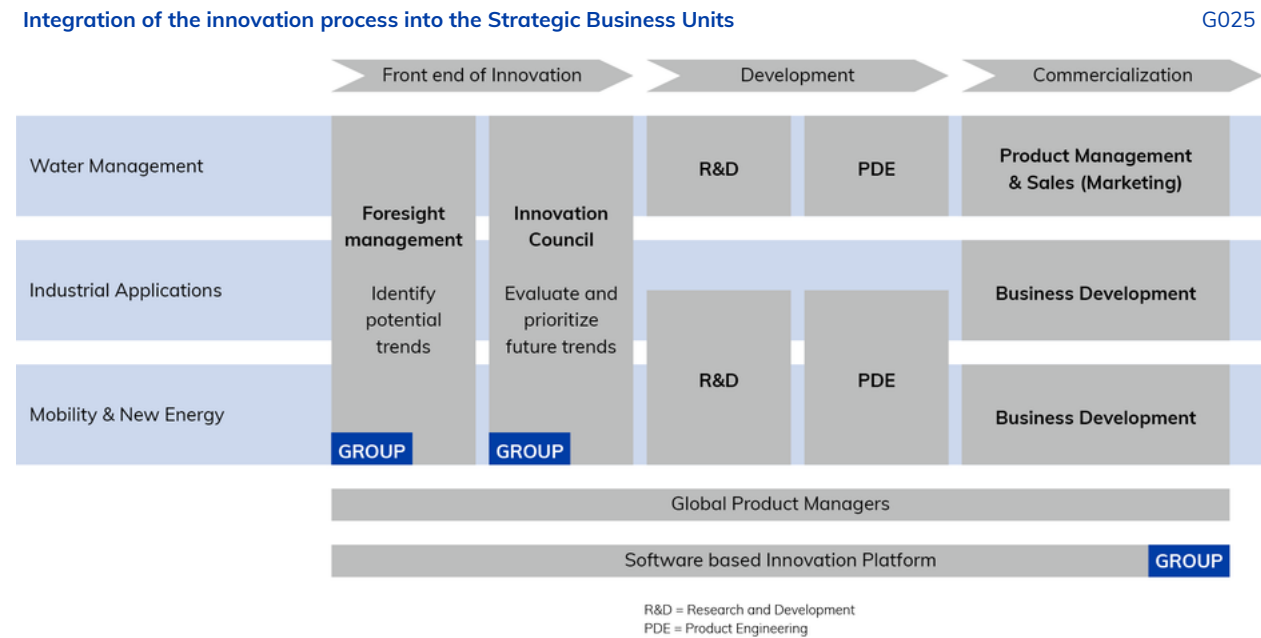 Integration of the innovation process into the Strategic Business Units
G025
Front end of Innovation
Development
Commercialization
Water Management
Industrial Applications
Mobility & New Energy
Foresight
management
Identify
potential
trends
GROUP
Innovation
Council
Evaluate and
prioritize
future trends
GROUP
R&D
PDE
R&D
PDE
Product Management
& Sales (Marketing)
Business Development
Business Development
Global Product Managers
Software based Innovation Platform
GROUP
R&D = Research and Development
PDE = Product Engineering